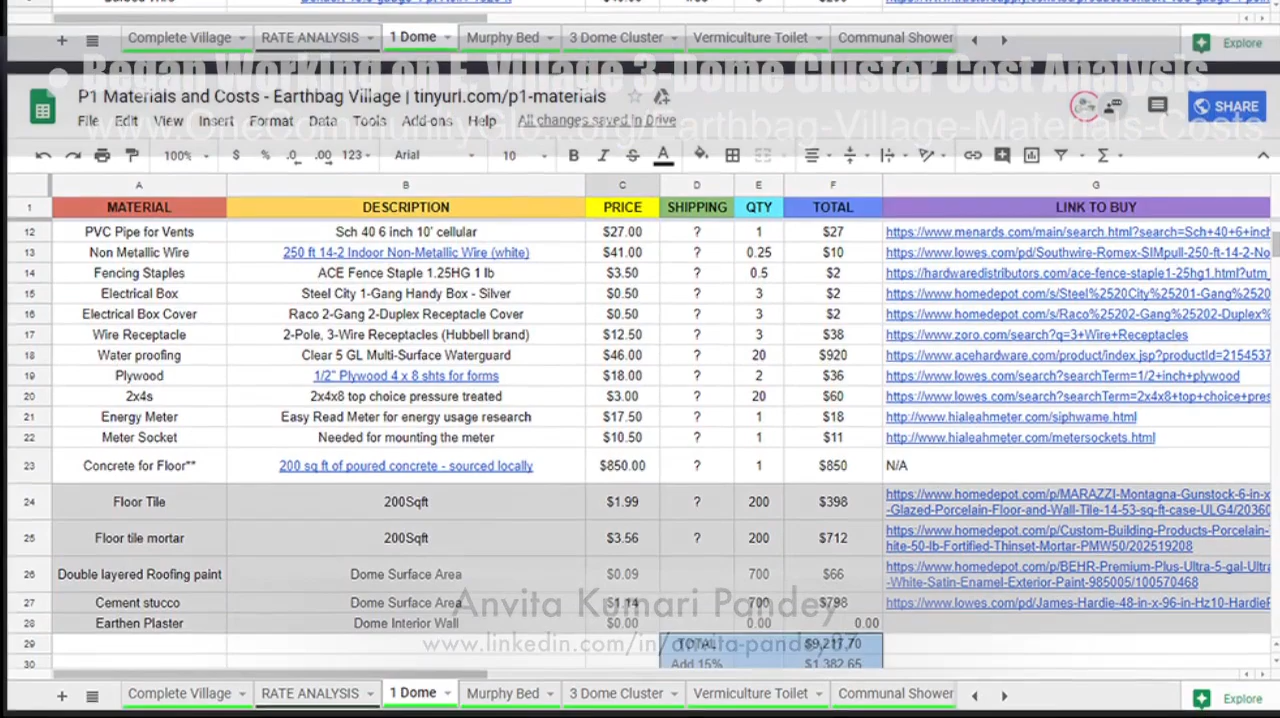 Complete Village RATE ANALYSIS 1 Dome Murphy Bed 3 Dome Cluster Vermiculture Toilet Communal Shower Explore
• Began Working on E. Village 3-Dome Cluster Cost Analysis
P1 Materials and Costs - Earthbag Village | tinyurl.com/p1-materials
SHARE
File Edit View Insert Format Data Tools Add-ons Help All changes saved in Drive
100% $ % .0 .00 123 Arial 10 B I S A
A B C D E F G
1 MATERIAL DESCRIPTION PRICE SHIPPING QTY TOTAL LINK TO BUY
12 PVC Pipe for Vents Sch 40 6 inch 10' cellular $27.00 ? 1 $27 https://www.menards.com/main/search.html?search=Sch+40+6+inch
13 Non Metallic Wire 250 ft 14-2 Indoor Non-Metallic Wire (white) $41.00 ? 0.25 $10 https://www.lowes.com/pd/Southwire-Romex-SIMpull-250-ft-14-2-No
14 Fencing Staples ACE Fence Staple 1.25HG 1 lb $3.50 ? 0.5 $2 https://hardwaredistributors.com/ace-fence-staple1-25hg1.html?utm_
15 Electrical Box Steel City 1-Gang Handy Box - Silver $0.50 ? 3 $2 https://www.homedepot.com/s/Steel%2520City%25201-Gang%2520
16 Electrical Box Cover Raco 2-Gang 2-Duplex Receptacle Cover $0.50 ? 3 $2 https://www.homedepot.com/s/Raco%25202-Gang%25202-Duplex%
17 Wire Receptacle 2-Pole, 3-Wire Receptacles (Hubbell brand) $12.50 ? 3 $38 https://www.zoro.com/search?q=3+Wire+Receptacles
18 Water proofing Clear 5 GL Multi-Surface Waterguard $46.00 ? 20 $920 https://www.acehardware.com/product/index.jsp?productId=2154537
19 Plywood 1/2" Plywood 4 x 8 shts for forms $18.00 ? 2 $36 https://www.lowes.com/search?searchTerm=1/2+inch+plywood
20 2x4s 2x4x8 top choice pressure treated $3.00 ? 20 $60 https://www.lowes.com/search?searchTerm=2x4x8+top+choice+pres
21 Energy Meter Easy Read Meter for energy usage research $17.50 ? 1 $18 http://www.hialeahmeter.com/siphwame.html
22 Meter Socket Needed for mounting the meter $10.50 ? 1 $11 http://www.hialeahmeter.com/metersockets.html
23 Concrete for Floor** 200 sq ft of poured concrete - sourced locally $850.00 ? 1 $850 N/A
24 Floor Tile 200Sqft $1.99 ? 200 $398 https://www.homedepot.com/p/MARAZZI-Montagna-Gunstock-6-in-x
-Glazed-Porcelain-Floor-and-Wall-Tile-14-53-sq-ft-case-ULG4/20360
25 Floor tile mortar 200Sqft $3.56 ? 200 $712 https://www.homedepot.com/p/Custom-Building-Products-Porcelain-
hite-50-lb-Fortified-Thinset-Mortar-PMW50/202519208
26 Double layered Roofing paint Dome Surface Area $0.09 700 $66 https://www.homedepot.com/p/BEHR-Premium-Plus-Ultra-5-gal-Ultra
-White-Satin-Enamel-Exterior-Paint-985005/100570468
27 Cement stucco Dome Surface Area $1.14 700 $798 https://www.lowes.com/pd/James-Hardie-48-in-x-96-in-Hz10-HardieP
Anvita Kumari Pandey
28 Earthen Plaster Dome Interior Wall $0.00 0.00 0.00
29 TOTAL $9,217.70
www.linkedin.com/in/anvita-pandey87
30 Add 15% $1,382.65
Complete Village RATE ANALYSIS 1 Dome Murphy Bed 3 Dome Cluster Vermiculture Toilet Communal Shower Explore